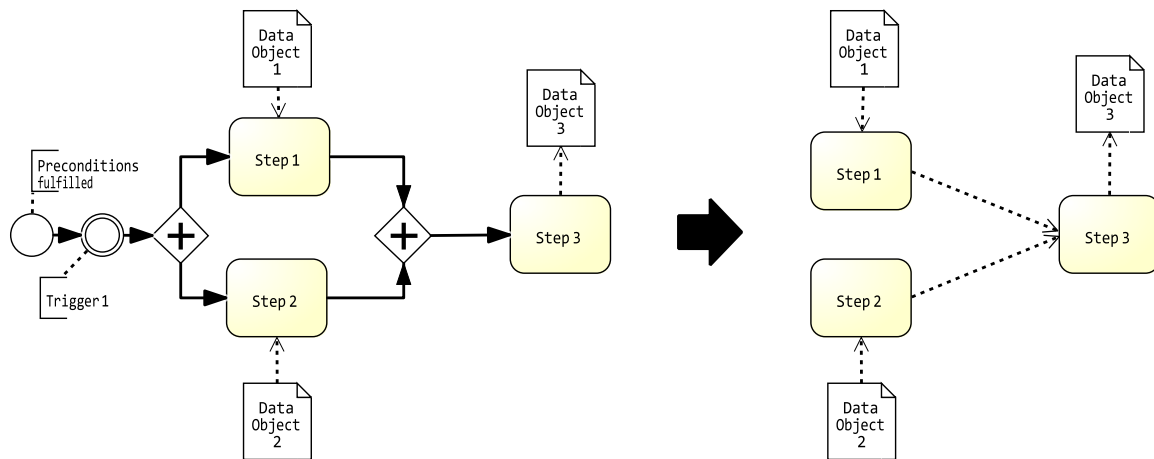 Data
Object
1
Step 1
Preconditions
fulfilled
Trigger 1
Step 2
Data
Object
2
Data
Object
3
Step 3
Data
Object
1
Step 1
Step 2
Data
Object
2
Data
Object
3
Step 3